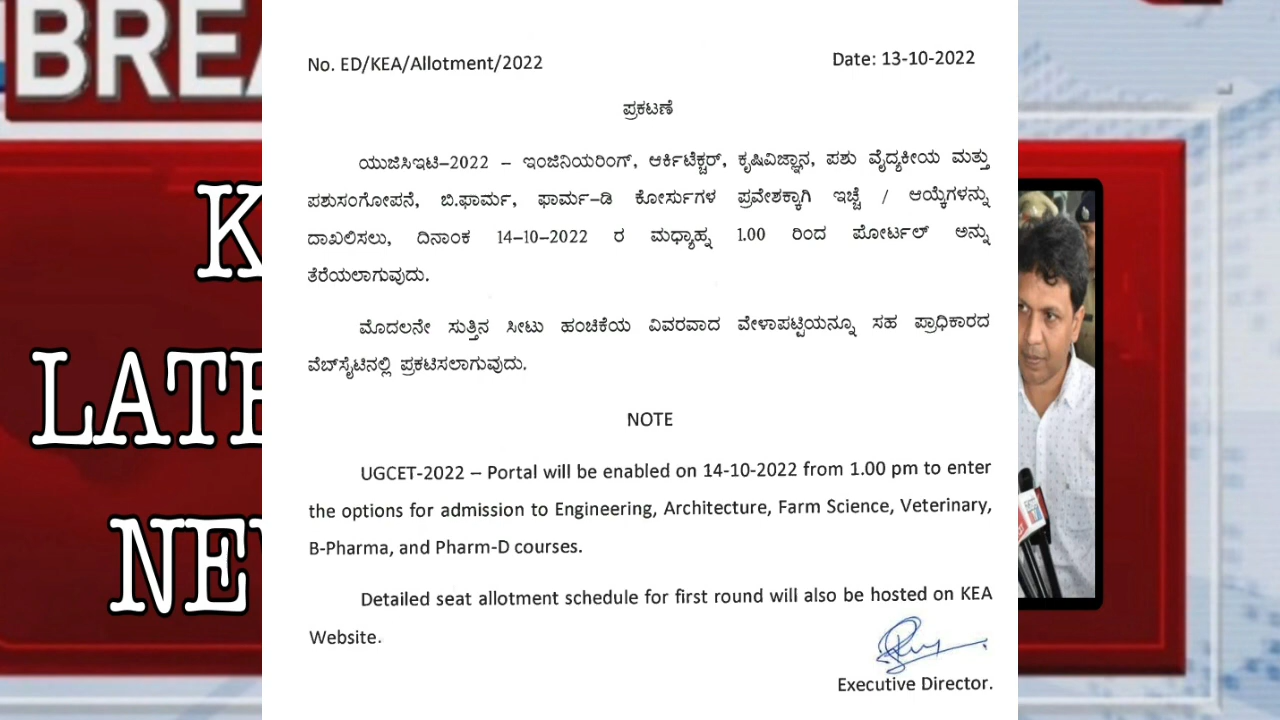 BREA
K
LATE
NEW
No. ED/KEA/Allotment/2022 Date: 13-10-2022
ಪ್ರಕಟಣೆ
ಯುಜಿಸಿಇಟಿ–2022 – ಇಂಜಿನಿಯರಿಂಗ್, ಆರ್ಕಿಟೆಕ್ಚರ್, ಕೃಷಿವಿಜ್ಞಾನ, ಪಶು ವೈದ್ಯಕೀಯ ಮತ್ತು
ಪಶುಸಂಗೋಪನೆ, ಬಿ.ಫಾರ್ಮ, ಫಾರ್ಮ–ಡಿ ಕೋರ್ಸುಗಳ ಪ್ರವೇಶಕ್ಕಾಗಿ ಇಚ್ಛೆ / ಆಯ್ಕೆಗಳನ್ನು
ದಾಖಲಿಸಲು, ದಿನಾಂಕ 14–10–2022 ರ ಮಧ್ಯಾಹ್ನ 1.00 ರಿಂದ ಪೋರ್ಟಲ್ ಅನ್ನು
ತೆರೆಯಲಾಗುವುದು.
ಮೊದಲನೇ ಸುತ್ತಿನ ಸೀಟು ಹಂಚಿಕೆಯ ವಿವರವಾದ ವೇಳಾಪಟ್ಟಿಯನ್ನೂ ಸಹ ಪ್ರಾಧಿಕಾರದ
ವೆಬ್‌ಸೈಟಿನಲ್ಲಿ ಪ್ರಕಟಿಸಲಾಗುವುದು.
NOTE
UGCET-2022 – Portal will be enabled on 14-10-2022 from 1.00 pm to enter
the options for admission to Engineering, Architecture, Farm Science, Veterinary,
B-Pharma, and Pharm-D courses.
Detailed seat allotment schedule for first round will also be hosted on KEA
Website.
Executive Director.